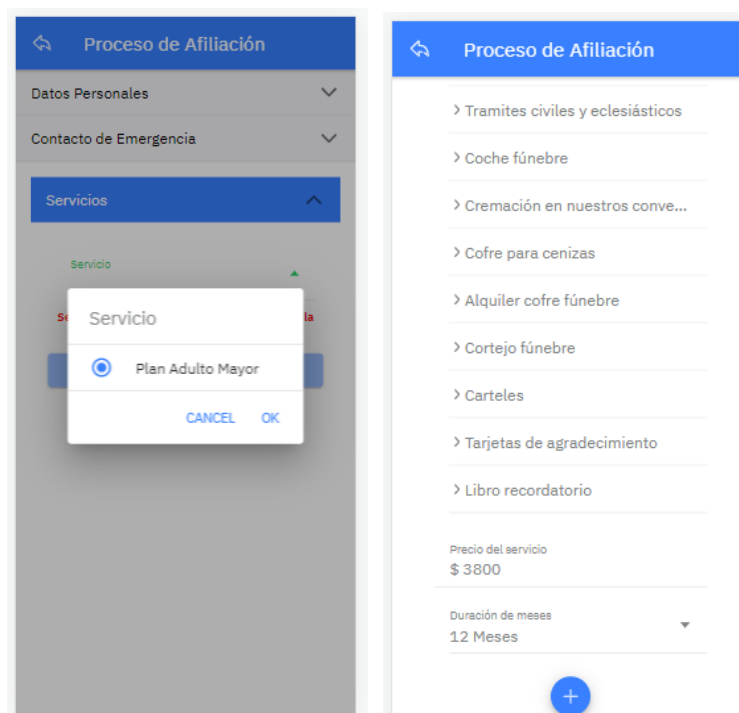 Proceso de Afiliación
Datos Personales
Contacto de Emergencia
Servicios
Servicio
Se
la
Servicio
Plan Adulto Mayor
CANCEL OK
Proceso de Afiliación
Tramites civiles y eclesiásticos
Coche fúnebre
Cremación en nuestros conve...
Cofre para cenizas
Alquiler cofre fúnebre
Cortejo fúnebre
Carteles
Tarjetas de agradecimiento
Libro recordatorio
Precio del servicio
$ 3800
Duración de meses
12 Meses
+